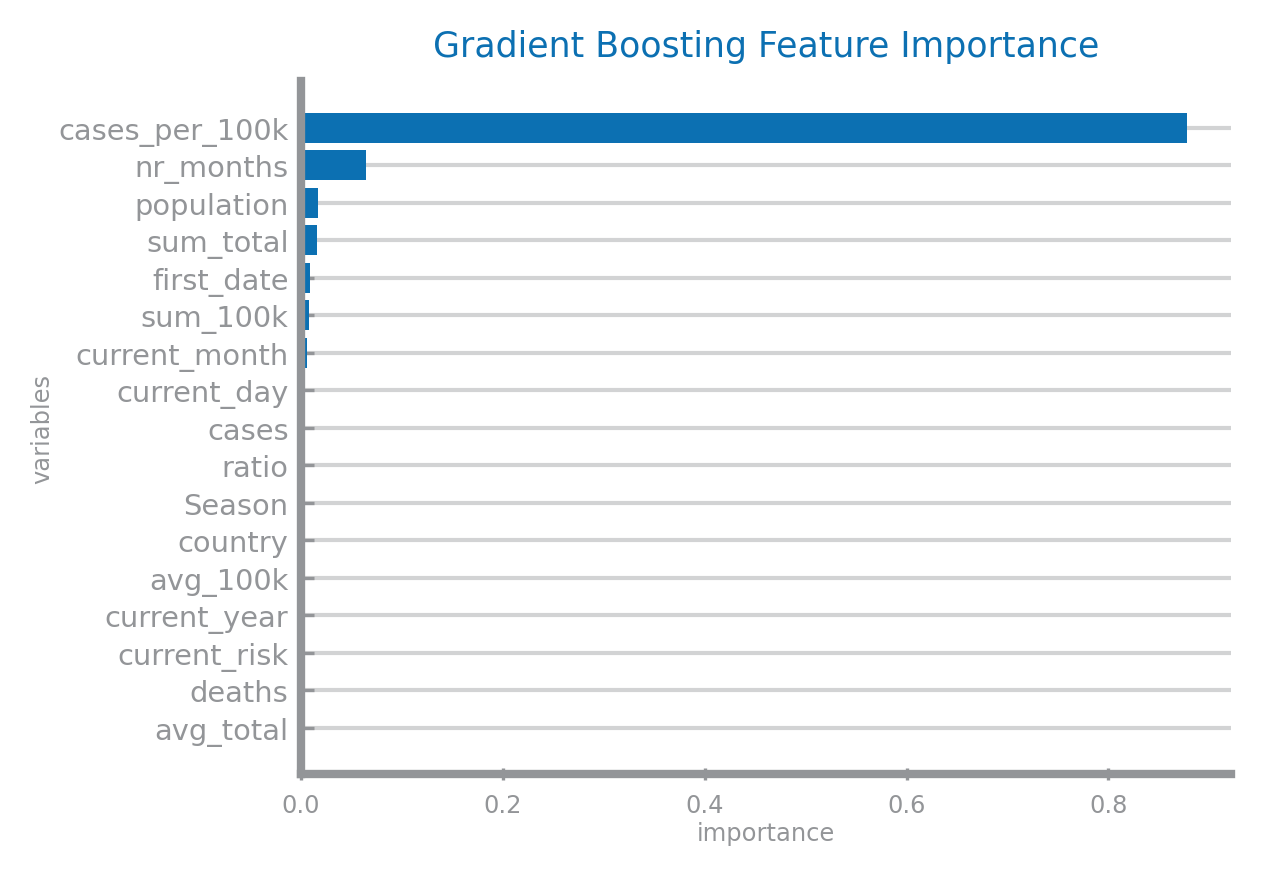 Gradient Boosting Feature Importance
cases_per_100k
nr_months
population
sum_total
first_date
sum_100k
current_month
current_day
cases
ratio
Season
country
avg_100k
current_year
current_risk
deaths
avg_total
variables
0.0 0.2 0.4 0.6 0.8
importance